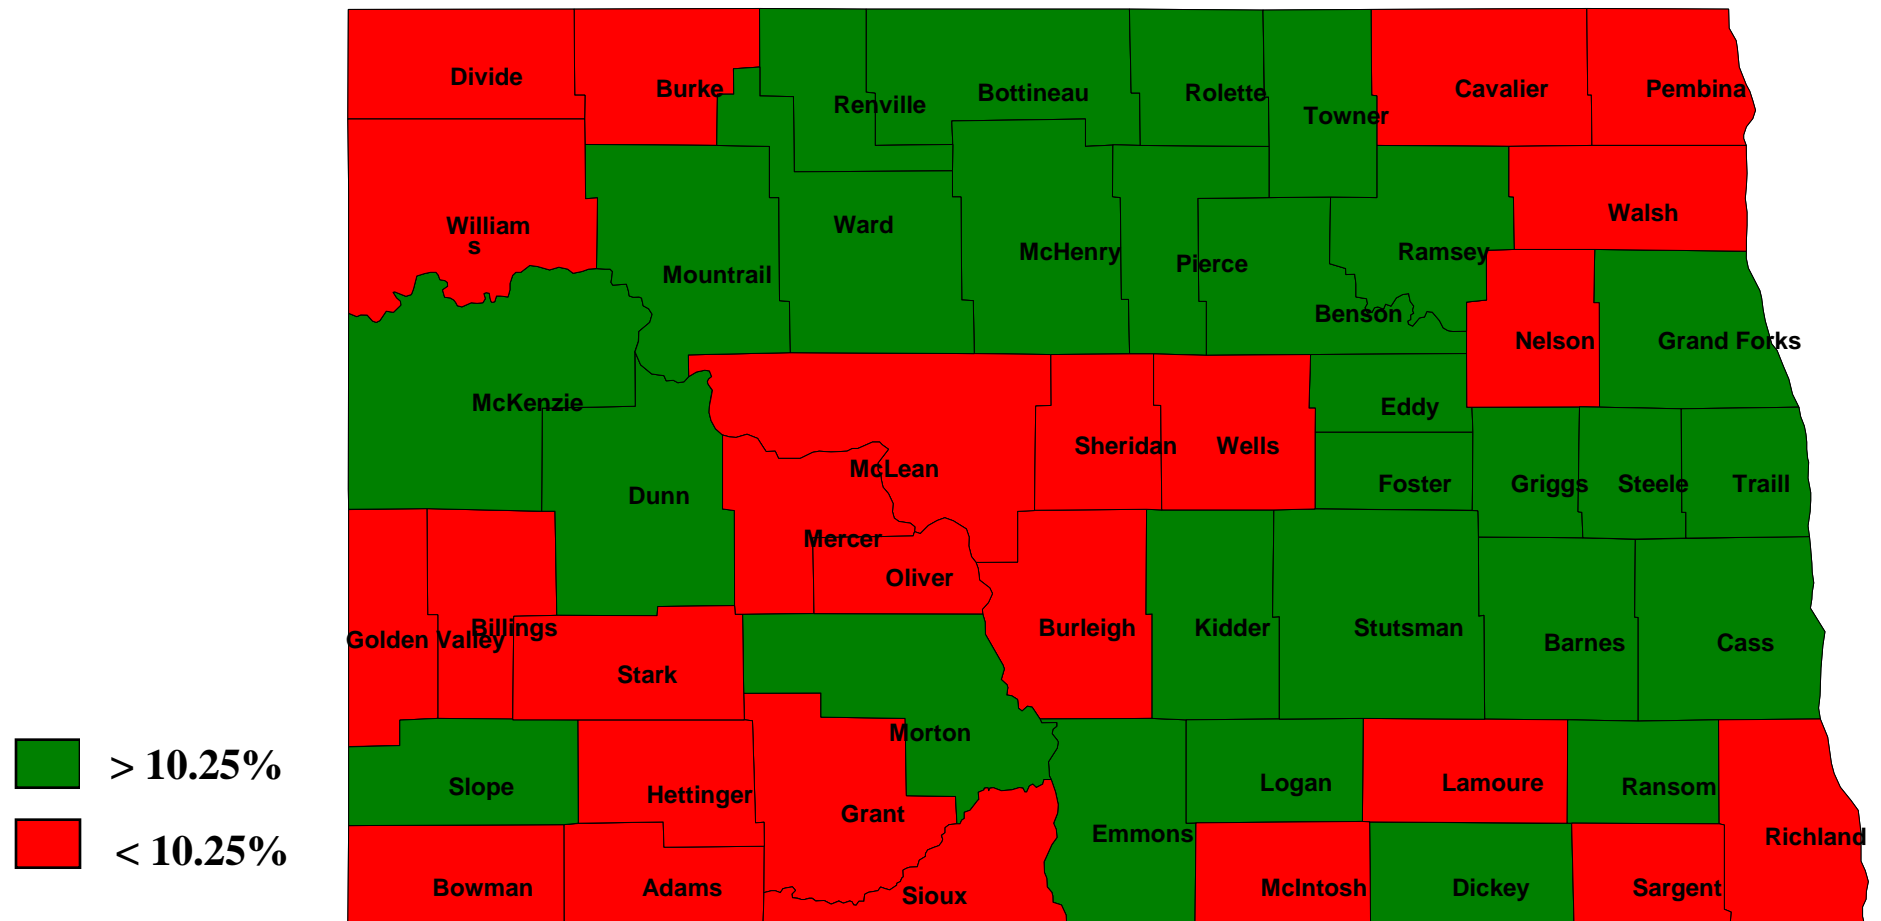 Divide
Burke
Renville
Bottineau
Rolette
Towner
Cavalier
Pembina
William
s
Mountrail
Ward
McHenry
Pierce
Ramsey
Walsh
Benson
Nelson
Grand Forks
McKenzie
Dunn
McLean
Sheridan
Wells
Eddy
Foster
Griggs
Steele
Traill
Mercer
Oliver
Golden Valley
Billings
Stark
Burleigh
Kidder
Stutsman
Barnes
Cass
Morton
Slope
Hettinger
Grant
Emmons
Logan
Lamoure
Ransom
Richland
Bowman
Adams
Sioux
McIntosh
Dickey
Sargent
> 10.25%
< 10.25%